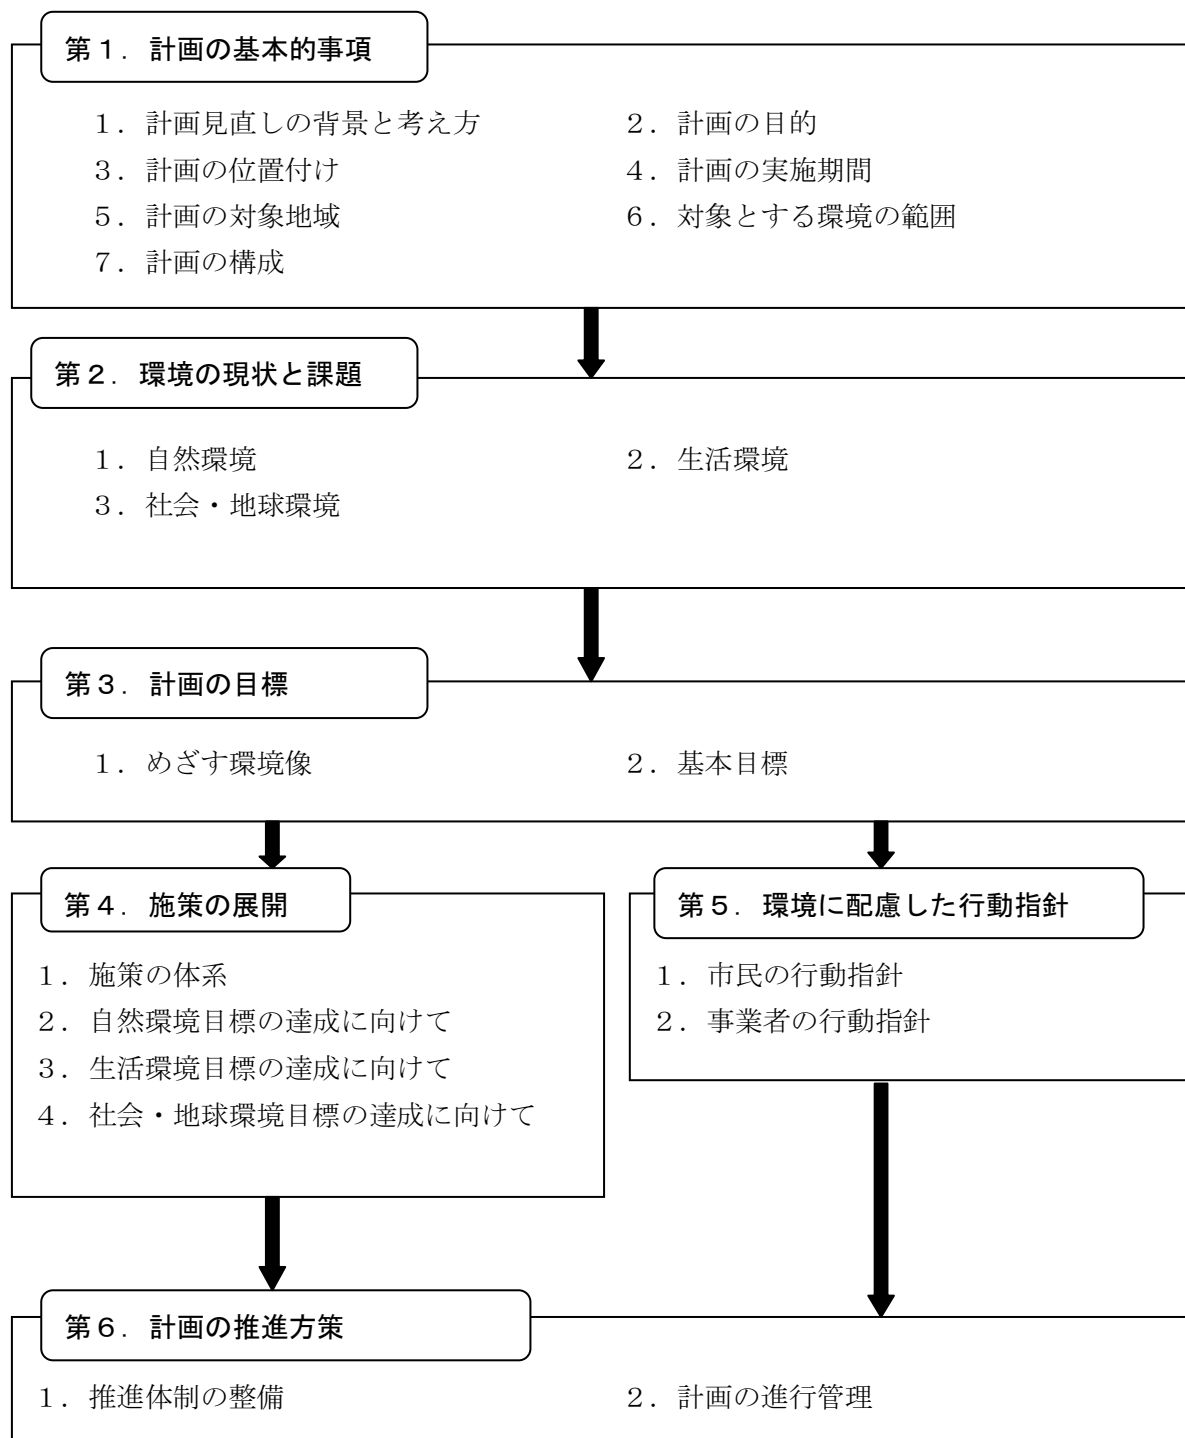 第１．計画の基本的事項
１．計画見直しの背景と考え方　２．計画の目的
３．計画の位置付け　４．計画の実施期間
５．計画の対象地域　６．対象とする環境の範囲
７．計画の構成
第２．環境の現状と課題
１．自然環境　２．生活環境
３．社会・地球環境
第３．計画の目標
１．めざす環境像　２．基本目標
第４．施策の展開
１．施策の体系
２．自然環境目標の達成に向けて
３．生活環境目標の達成に向けて
４．社会・地球環境目標の達成に向けて
第５．環境に配慮した行動指針
１．市民の行動指針
２．事業者の行動指針
第６．計画の推進方策
１．推進体制の整備　２．計画の進行管理